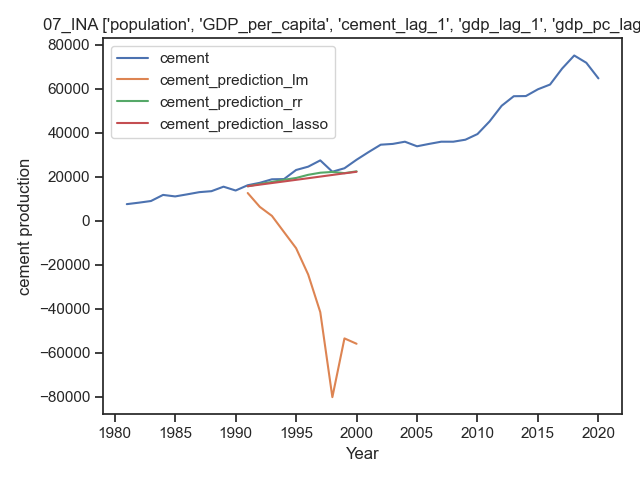 07_INA ['population', 'GDP_per_capita', 'cement_lag_1', 'gdp_lag_1', 'gdp_pc_lag
cement
cement_prediction_lm
cement_prediction_rr
cement_prediction_lasso
80000
60000
40000
20000
0
−20000
−40000
−60000
−80000
cement production
1980 1985 1990 1995 2000 2005 2010 2015 2020
Year